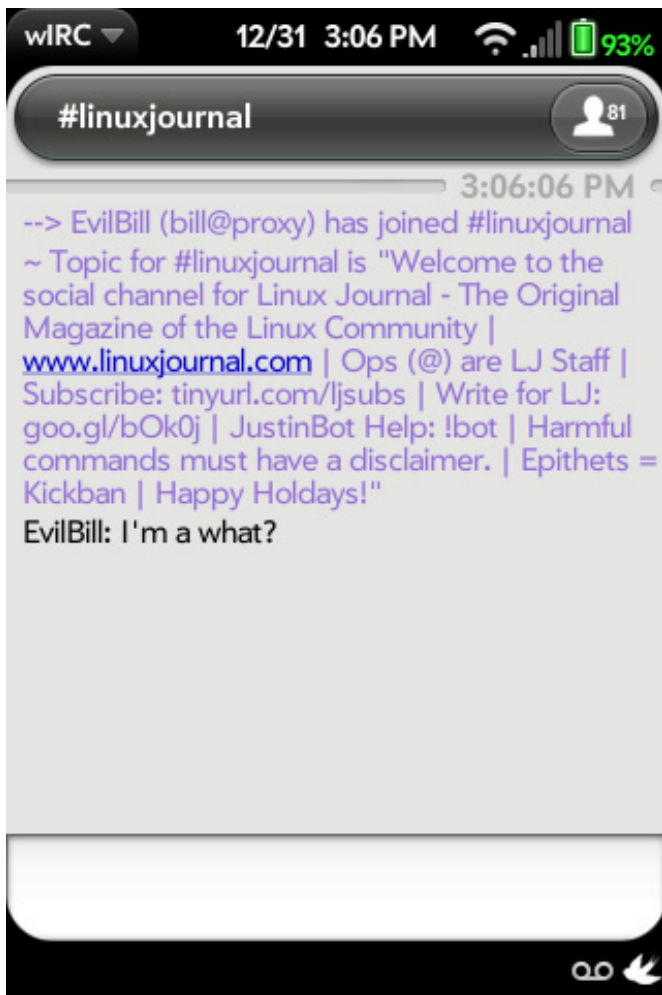 wIRC 12/31 3:06 PM 93%
#linuxjournal 81
3:06:06 PM
--> EvilBill (bill@proxy) has joined #linuxjournal
~ Topic for #linuxjournal is "Welcome to the
social channel for Linux Journal - The Original
Magazine of the Linux Community |
www.linuxjournal.com | Ops (@) are LJ Staff |
Subscribe: tinyurl.com/ljsubs | Write for LJ:
goo.gl/bOk0j | JustinBot Help: !bot | Harmful
commands must have a disclaimer. | Epithets =
Kickban | Happy Holdays!"
EvilBill: I'm a what?